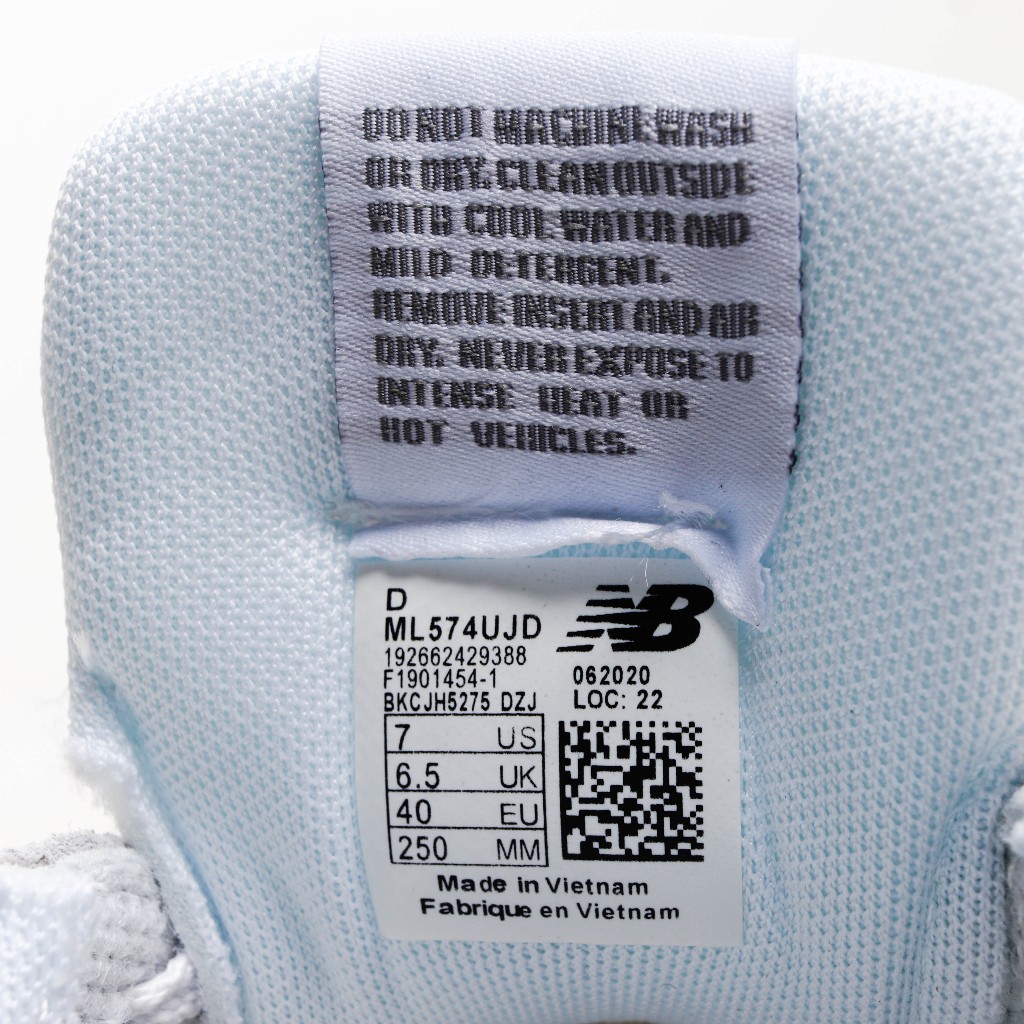 DO NOT MACHINE WASH
OR DRY. CLEAN OUTSIDE
WITH COOL WATER AND
MILD DETERGENT.
REMOVE INSERT AND AIR
DRY. NEVER EXPOSE TO
INTENSE HEAT OR
HOT VEHICLES.
D
ML574UJD
NB
192662429388
F1901454-1
062020
BKCJH5275 DZJ
LOC: 22
7 US
6.5 UK
40 EU
250 MM
Made in Vietnam
Fabrique en Vietnam